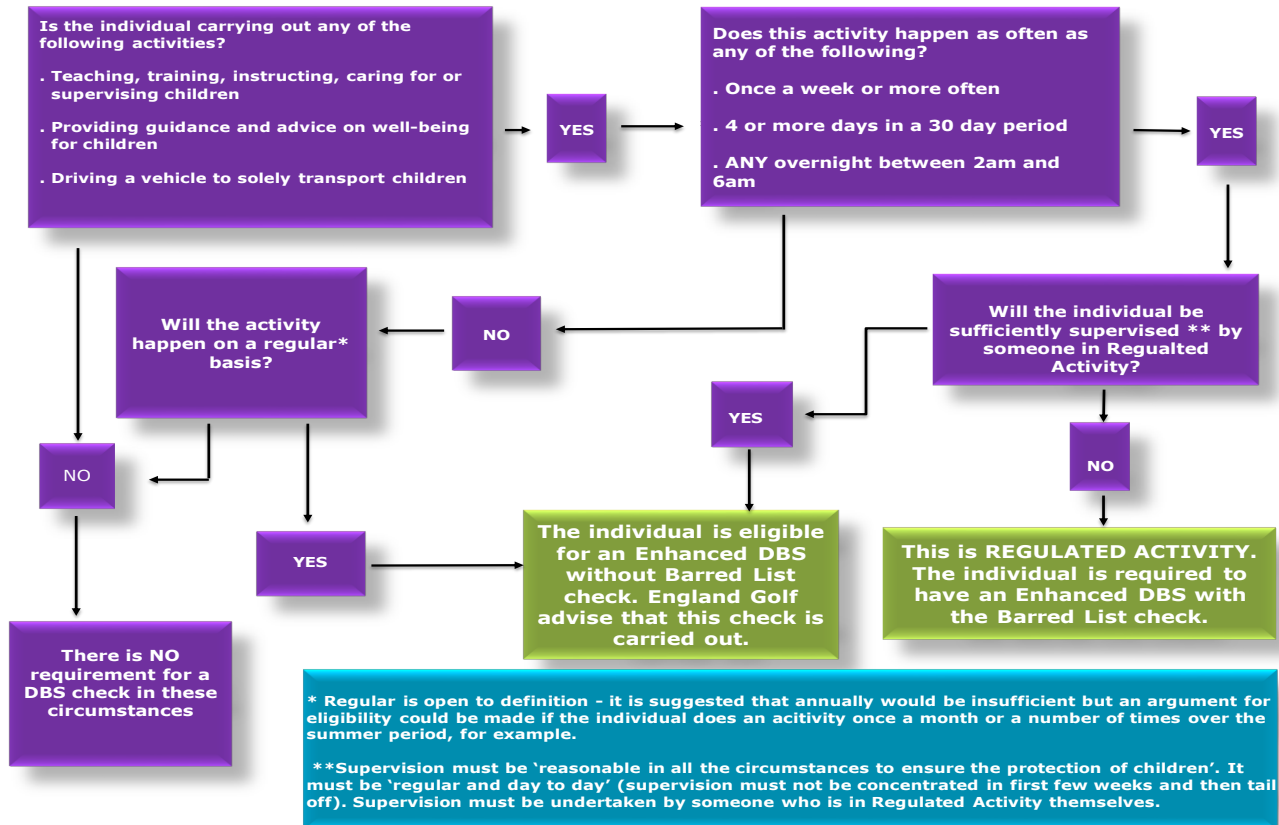 Is the individual carrying out any of the
following activities?
. Teaching, training, instructing, caring for or
supervising children
. Providing guidance and advice on well-being
for children
. Driving a vehicle to solely transport children
YES
Does this activity happen as often as
any of the following?
. Once a week or more often
. 4 or more days in a 30 day period
. ANY overnight between 2am and
6am
YES
Will the activity
happen on a regular*
basis?
NO
Will the individual be
sufficiently supervised ** by
someone in Regualted
Activity?
YES
NO
NO
YES
The individual is eligible
for an Enhanced DBS
without Barred List
check. England Golf
advise that this check is
carried out.
This is REGULATED ACTIVITY.
The individual is required to
have an Enhanced DBS with
the Barred List check.
There is NO
requirement for a
DBS check in these
circumstances
* Regular is open to definition - it is suggested that annually would be insufficient but an argument for
eligibility could be made if the individual does an acitivity once a month or a number of times over the
summer period, for example.
**Supervision must be ‘reasonable in all the circumstances to ensure the protection of children’. It
must be ‘regular and day to day’ (supervision must not be concentrated in first few weeks and then tail
off). Supervision must be undertaken by someone who is in Regulated Activity themselves.